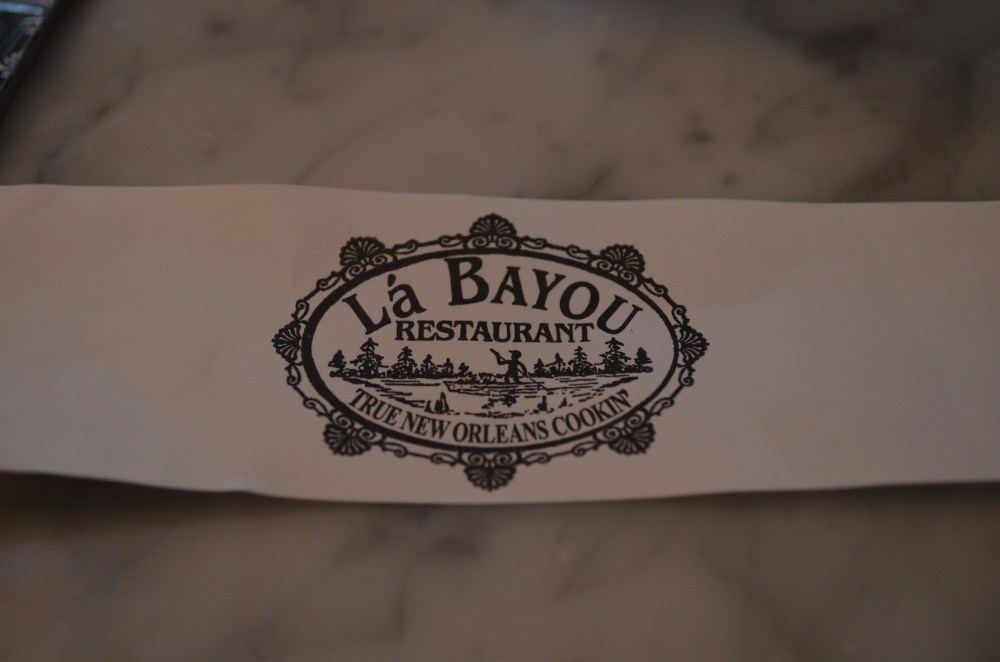 Lá BAYOU
RESTAURANT
TRUE NEW ORLEANS COOKIN'